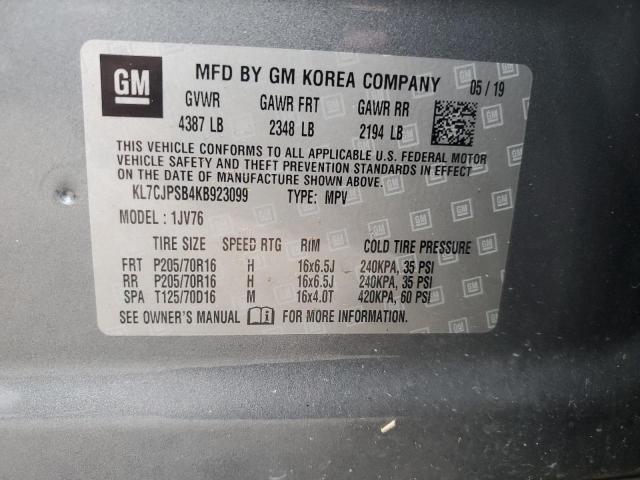 GM
MFD BY GM KOREA COMPANY 05 / 19
GVWR GAWR FRT GAWR RR
4387 LB 2348 LB 2194 LB
THIS VEHICLE CONFORMS TO ALL APPLICABLE U.S. FEDERAL MOTOR
VEHICLE SAFETY AND THEFT PREVENTION STANDARDS IN EFFECT
ON THE DATE OF MANUFACTURE SHOWN ABOVE.
KL7CJPSB4KB923099 TYPE: MPV
MODEL : 1JV76
TIRE SIZE SPEED RTG RIM COLD TIRE PRESSURE
FRT P205/70R16 H 16x6.5J 240KPA, 35 PSI
RR P205/70R16 H 16x6.5J 240KPA, 35 PSI
SPA T125/70D16 M 16x4.0T 420KPA, 60 PSI
SEE OWNER'S MANUAL FOR MORE INFORMATION.